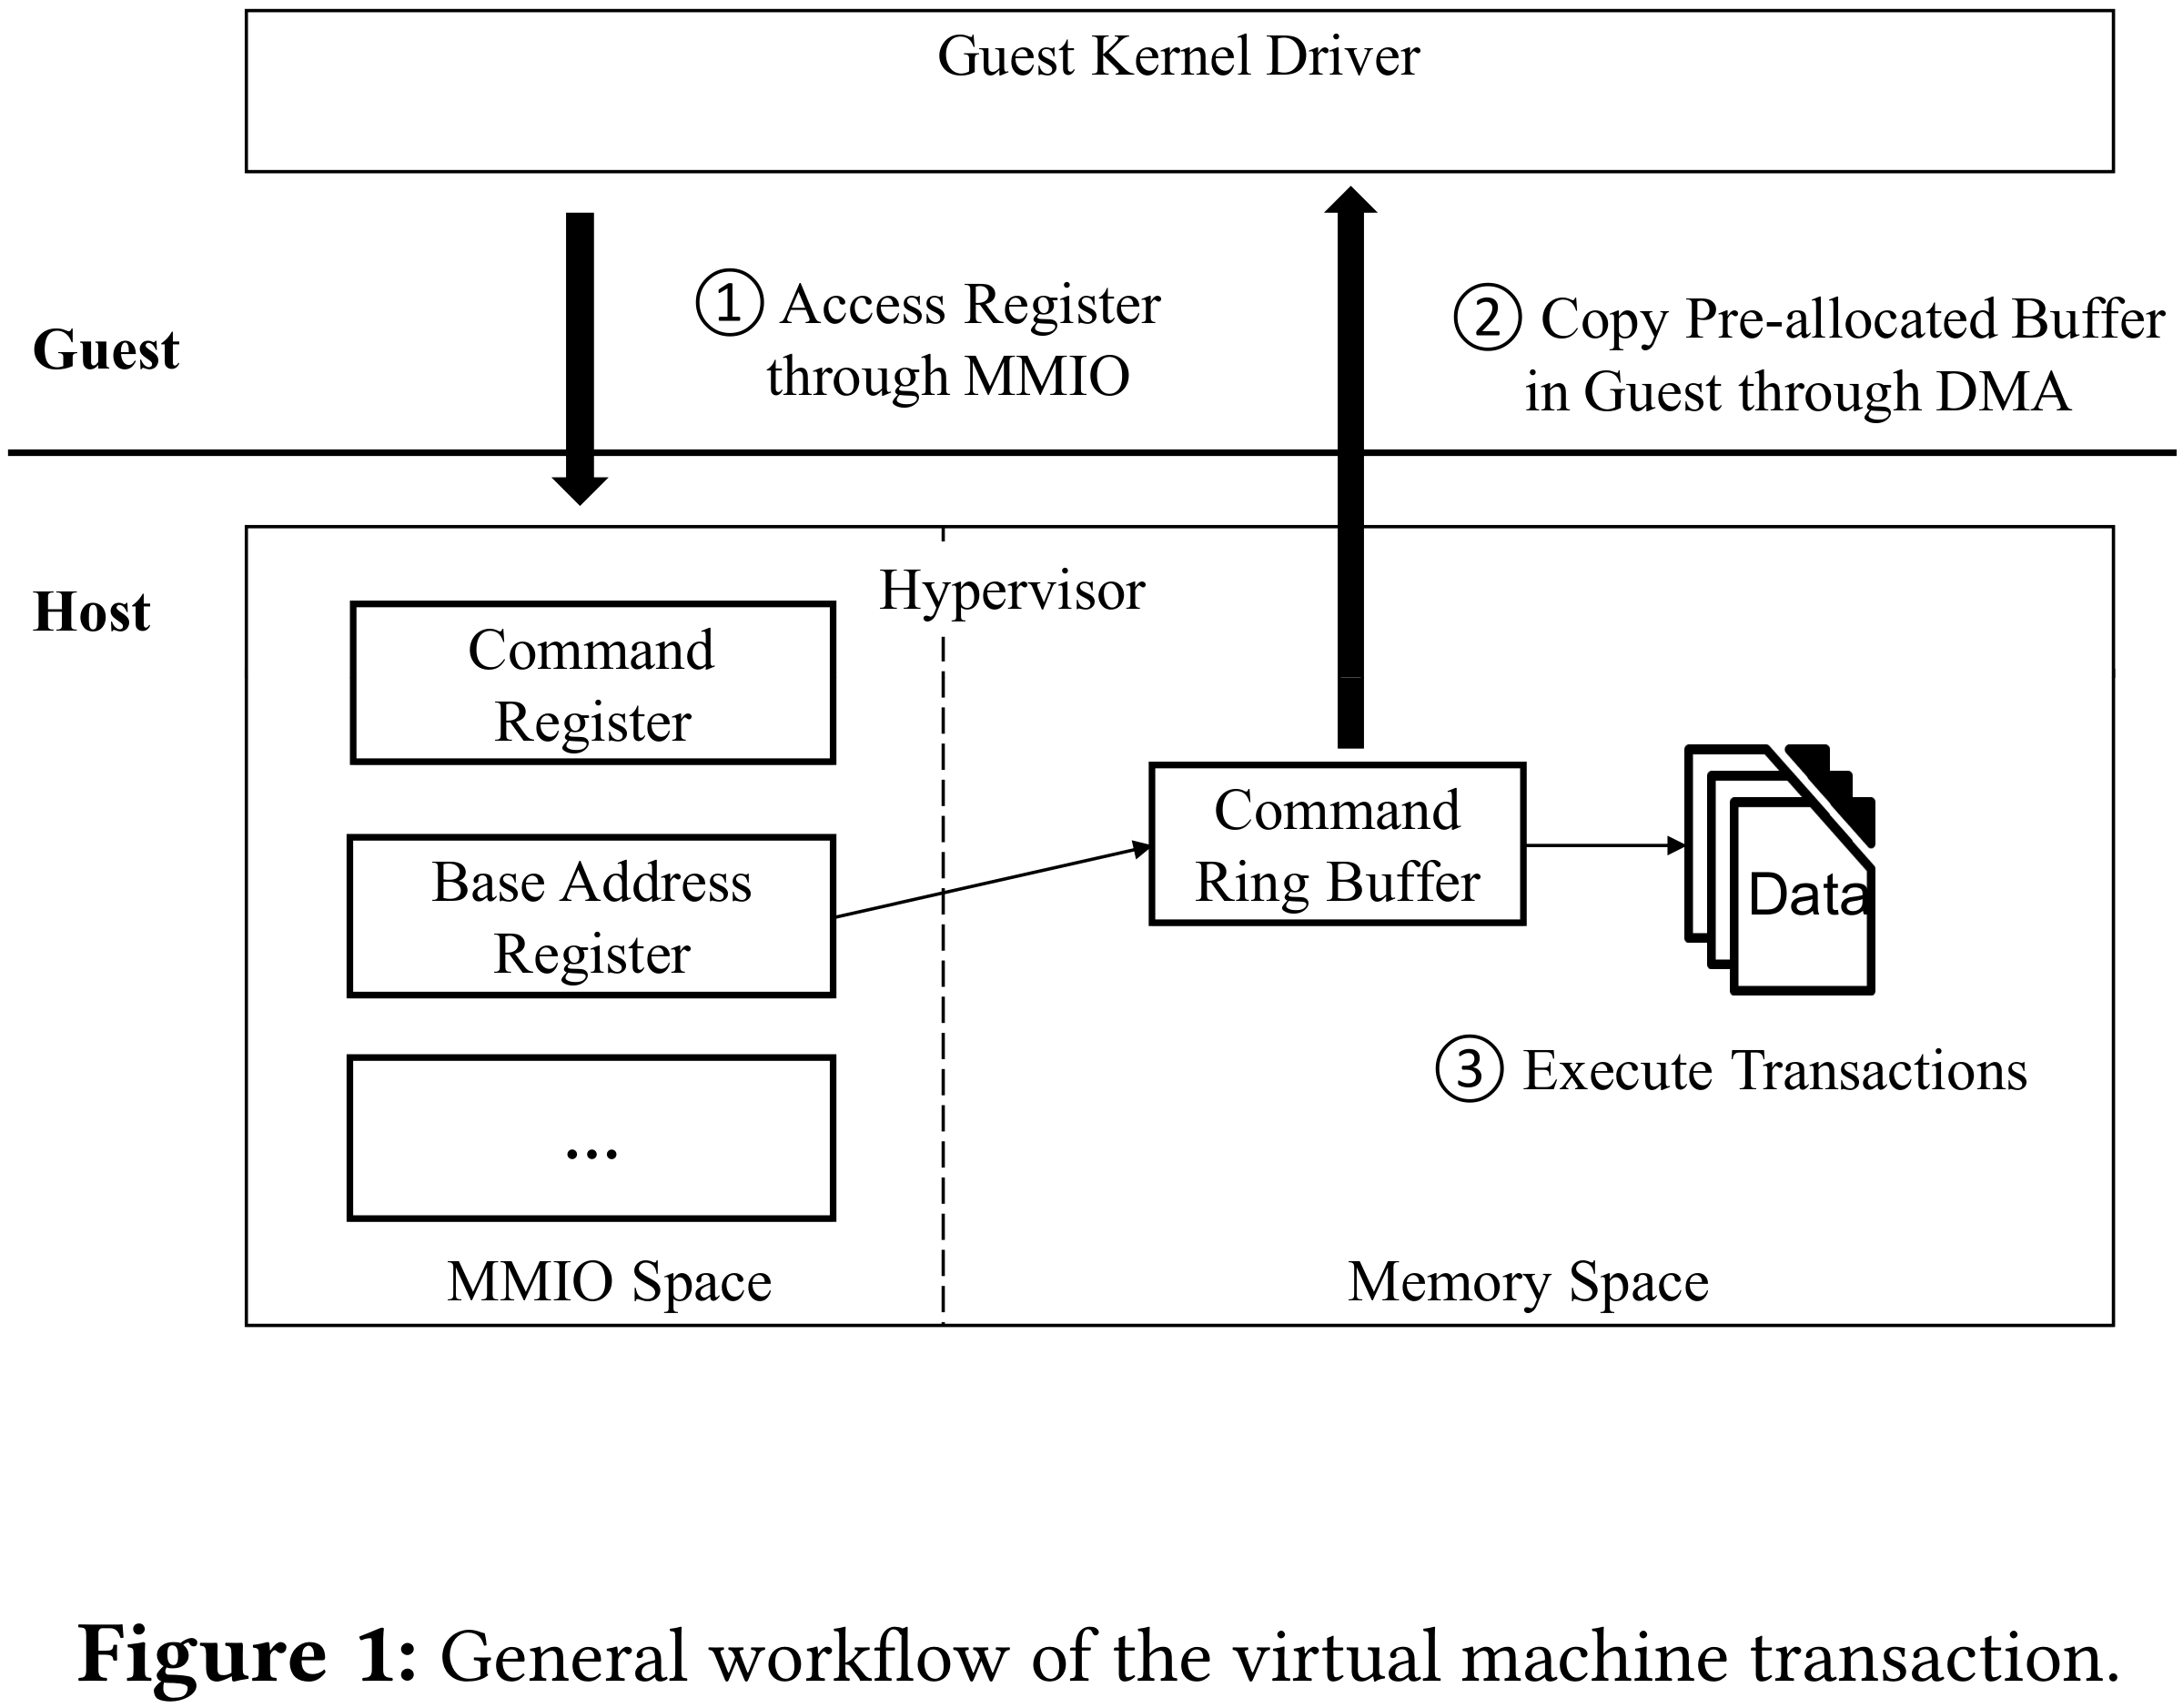 Guest Kernel Driver
① Access Register
through MMIO
② Copy Pre-allocated Buffer
in Guest through DMA
Guest
Host
Hypervisor
Command
Register
Base Address
Register
...
MMIO Space
Command
Ring Buffer
Data
③ Execute Transactions
Memory Space
Figure 1: General workflow of the virtual machine transaction.